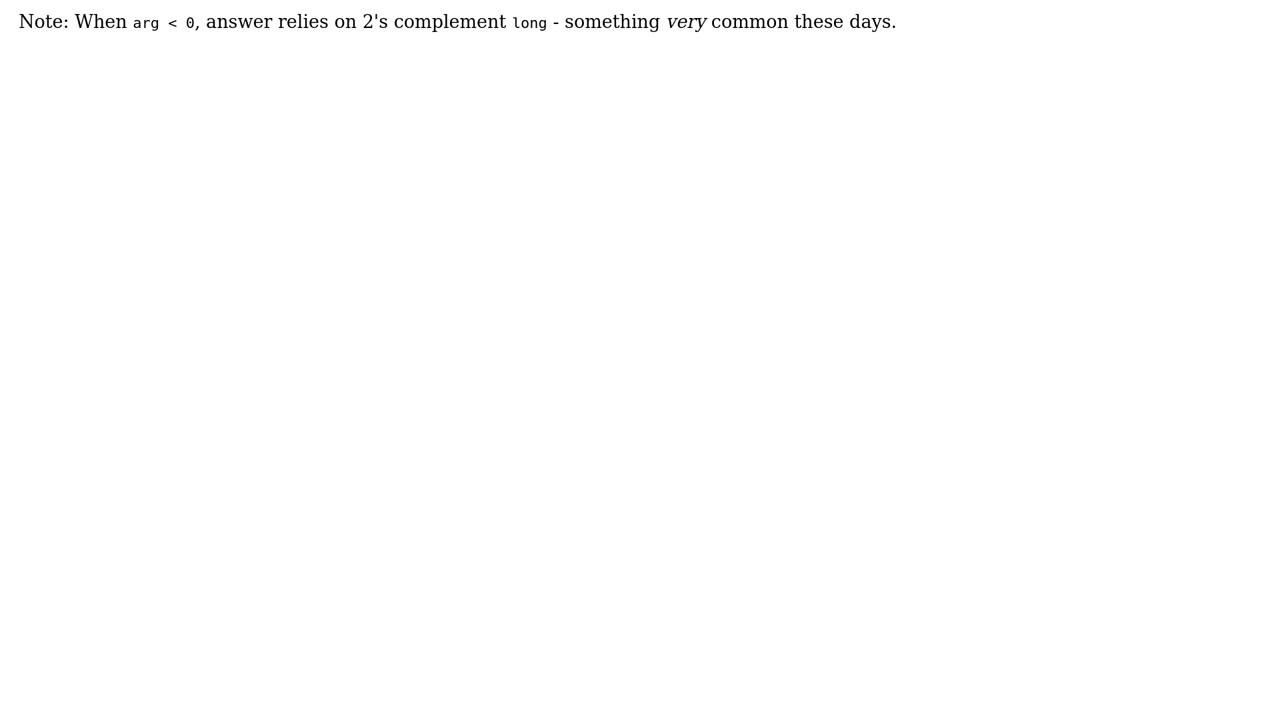 Note: When arg < 0, answer relies on 2's complement long - something very common these days.